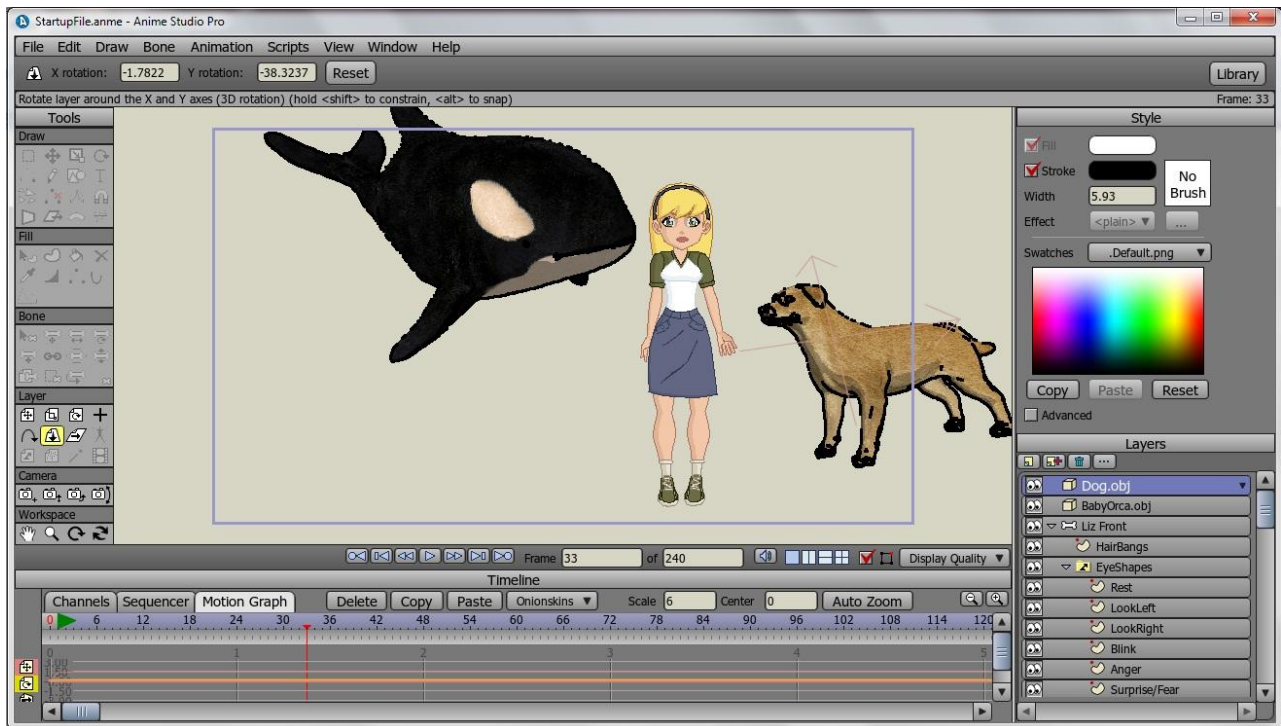 StartupFile.anme - Anime Studio Pro
File Edit Draw Bone Animation Scripts View Window Help
X rotation: -1.7822 Y rotation: -38.3237 Reset Library
Rotate layer around the X and Y axes (3D rotation) (hold <shift> to constrain, <alt> to snap) Frame: 33
Tools
Draw
Fill
Bone
Layer
Camera
Workspace
Style
Fill
Stroke
No Brush
Width 5.93
Effect <plain> ...
Swatches .Default.png
Copy Paste Reset
Advanced
Layers
...
Dog.obj
BabyOrca.obj
Liz Front
HairBangs
EyeShapes
Rest
LookLeft
LookRight
Blink
Anger
Surprise/Fear
Frame 33 of 240 Display Quality
Timeline
Channels Sequencer Motion Graph Delete Copy Paste Onionskins Scale 6 Center 0 Auto Zoom
0 6 12 18 24 30 36 42 48 54 60 66 72 78 84 90 96 102 108 114 120
0 1 2 3 4 5
3.00
-1.50